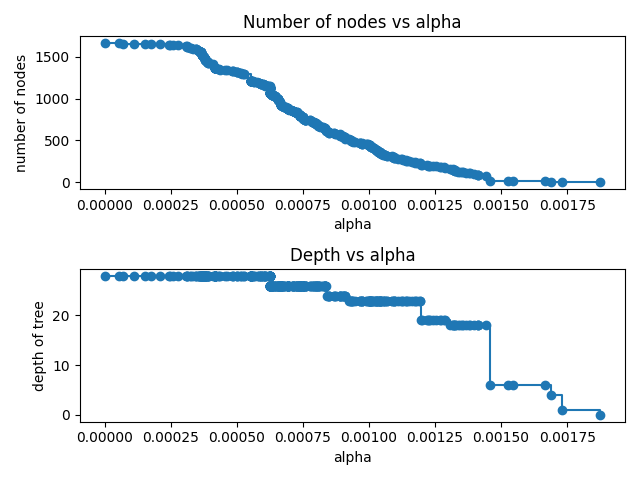 Number of nodes vs alpha
number of nodes
1500
1000
500
0
0.00000 0.00025 0.00050 0.00075 0.00100 0.00125 0.00150 0.00175
alpha
Depth vs alpha
depth of tree
20
10
0
0.00000 0.00025 0.00050 0.00075 0.00100 0.00125 0.00150 0.00175
alpha